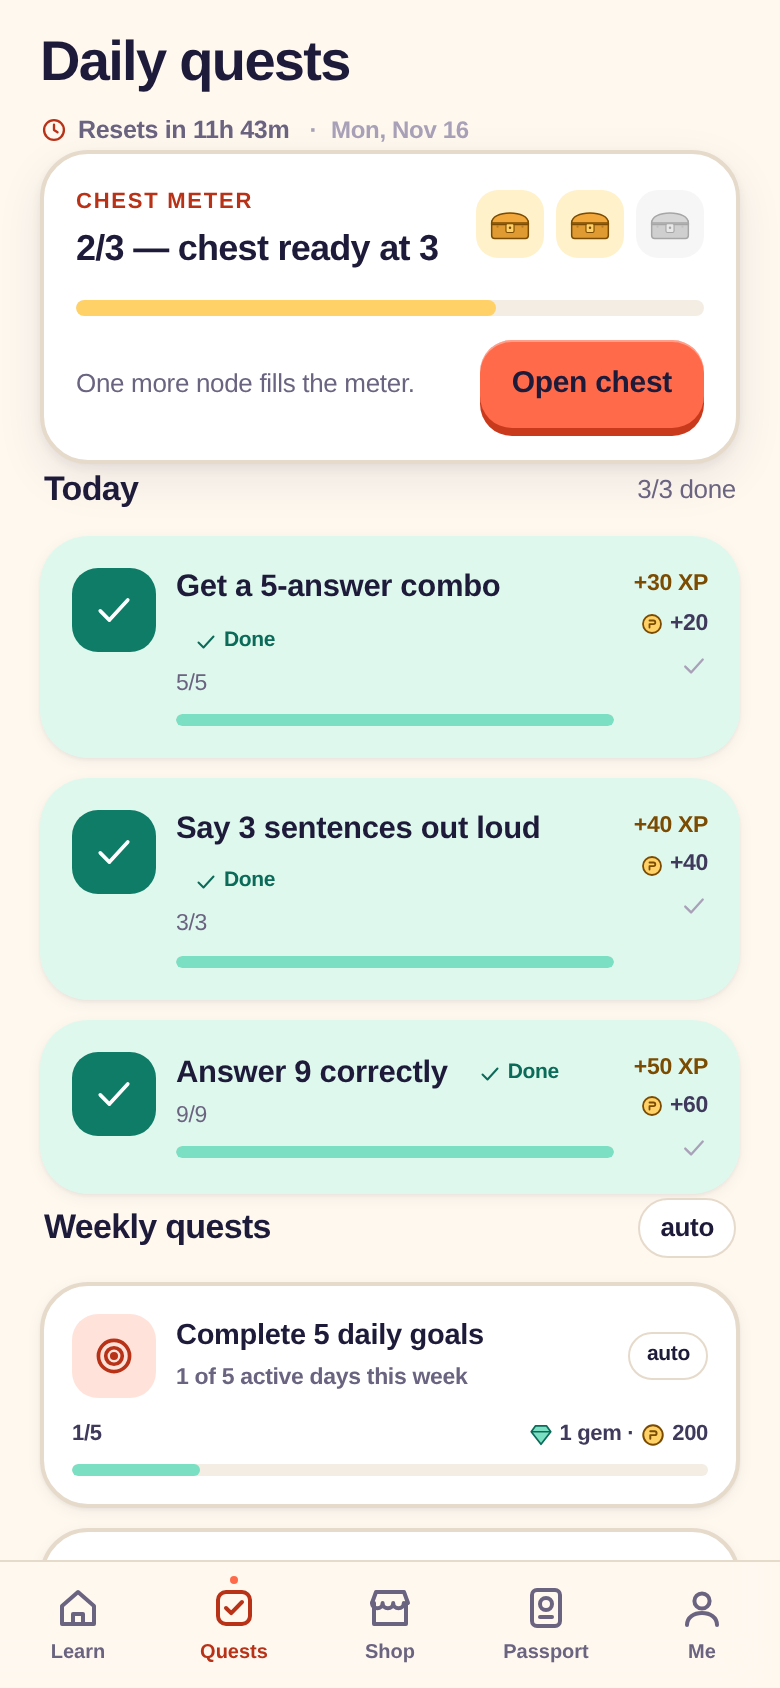 Daily quests
Resets in 11h 43m · Mon, Nov 16
CHEST METER
2/3 — chest ready at 3
One more node fills the meter.
Open chest
Today
3/3 done
Get a 5-answer combo
Done
5/5
+30 XP
+20
Say 3 sentences out loud
Done
3/3
+40 XP
+40
Answer 9 correctly
Done
9/9
+50 XP
+60
Weekly quests
auto
Complete 5 daily goals
1 of 5 active days this week
auto
1/5
1 gem · 200
Learn
Quests
Shop
Passport
Me